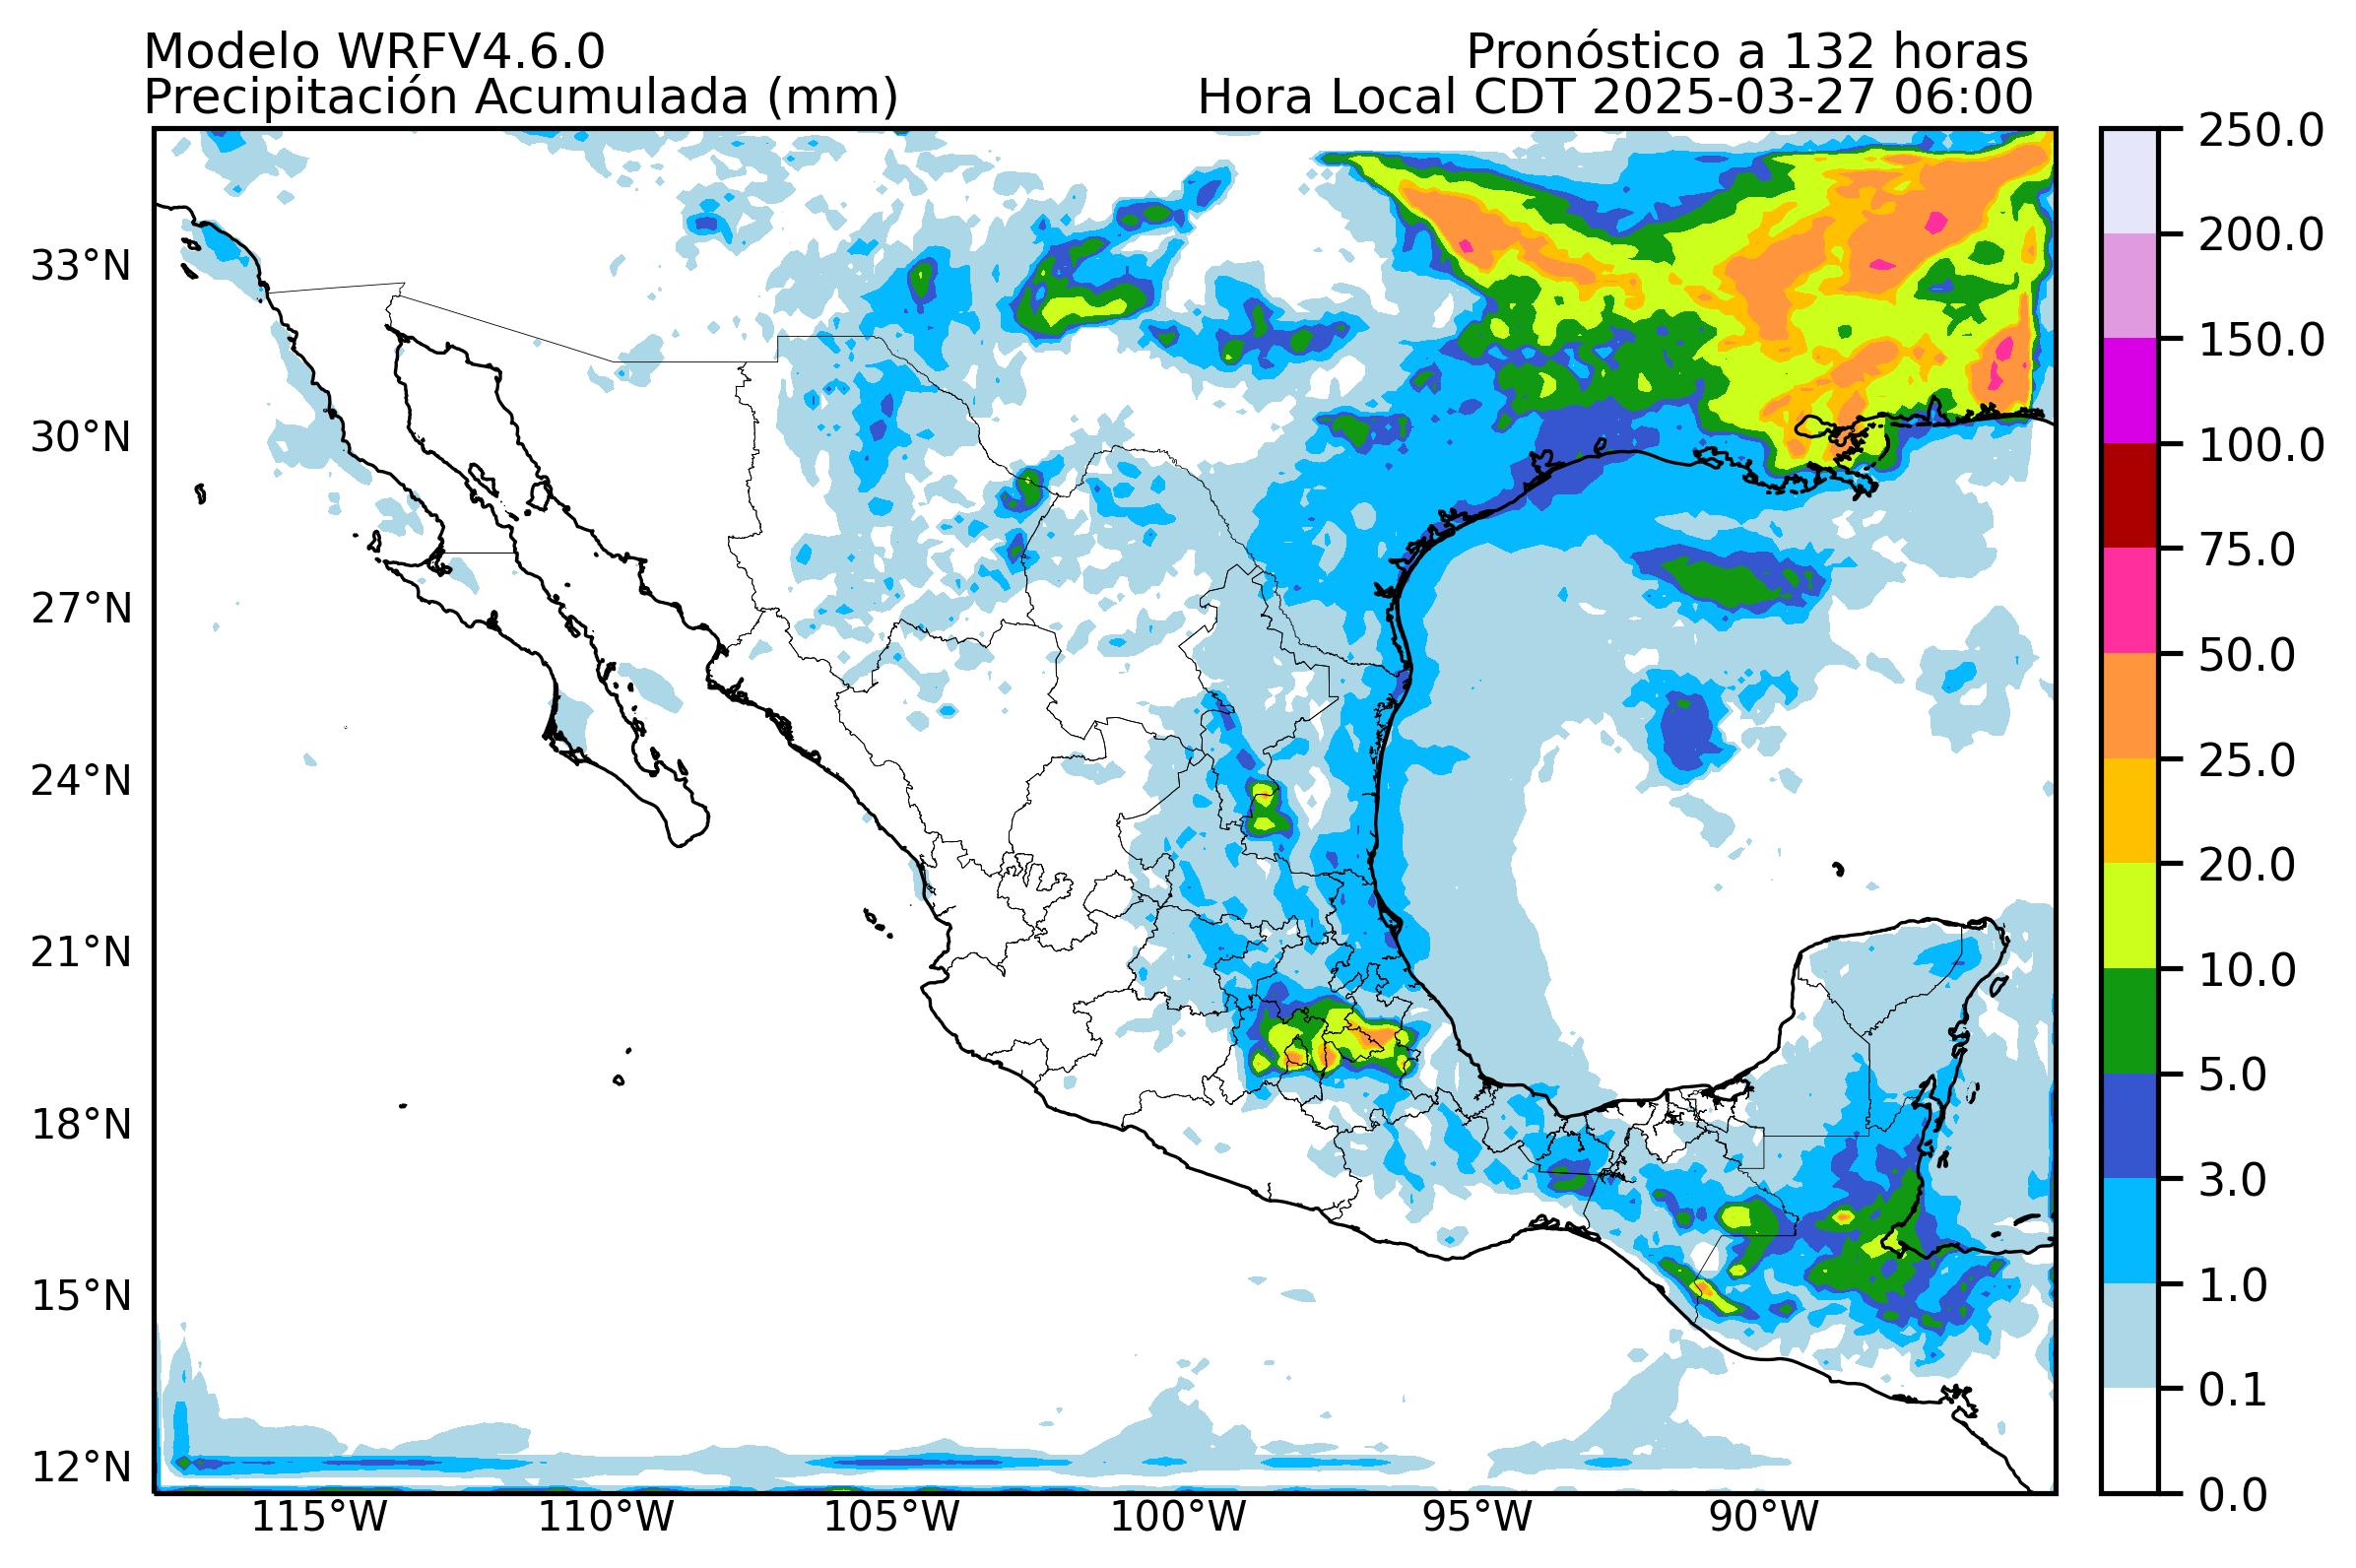 Modelo WRFV4.6.0
Pronóstico a 132 horas
Precipitación Acumulada (mm)
Hora Local CDT 2025-03-27 06:00
250.0
200.0
150.0
100.0
75.0
50.0
25.0
20.0
10.0
5.0
3.0
1.0
0.1
0.0
33°N
30°N
27°N
24°N
21°N
18°N
15°N
12°N
115°W
110°W
105°W
100°W
95°W
90°W